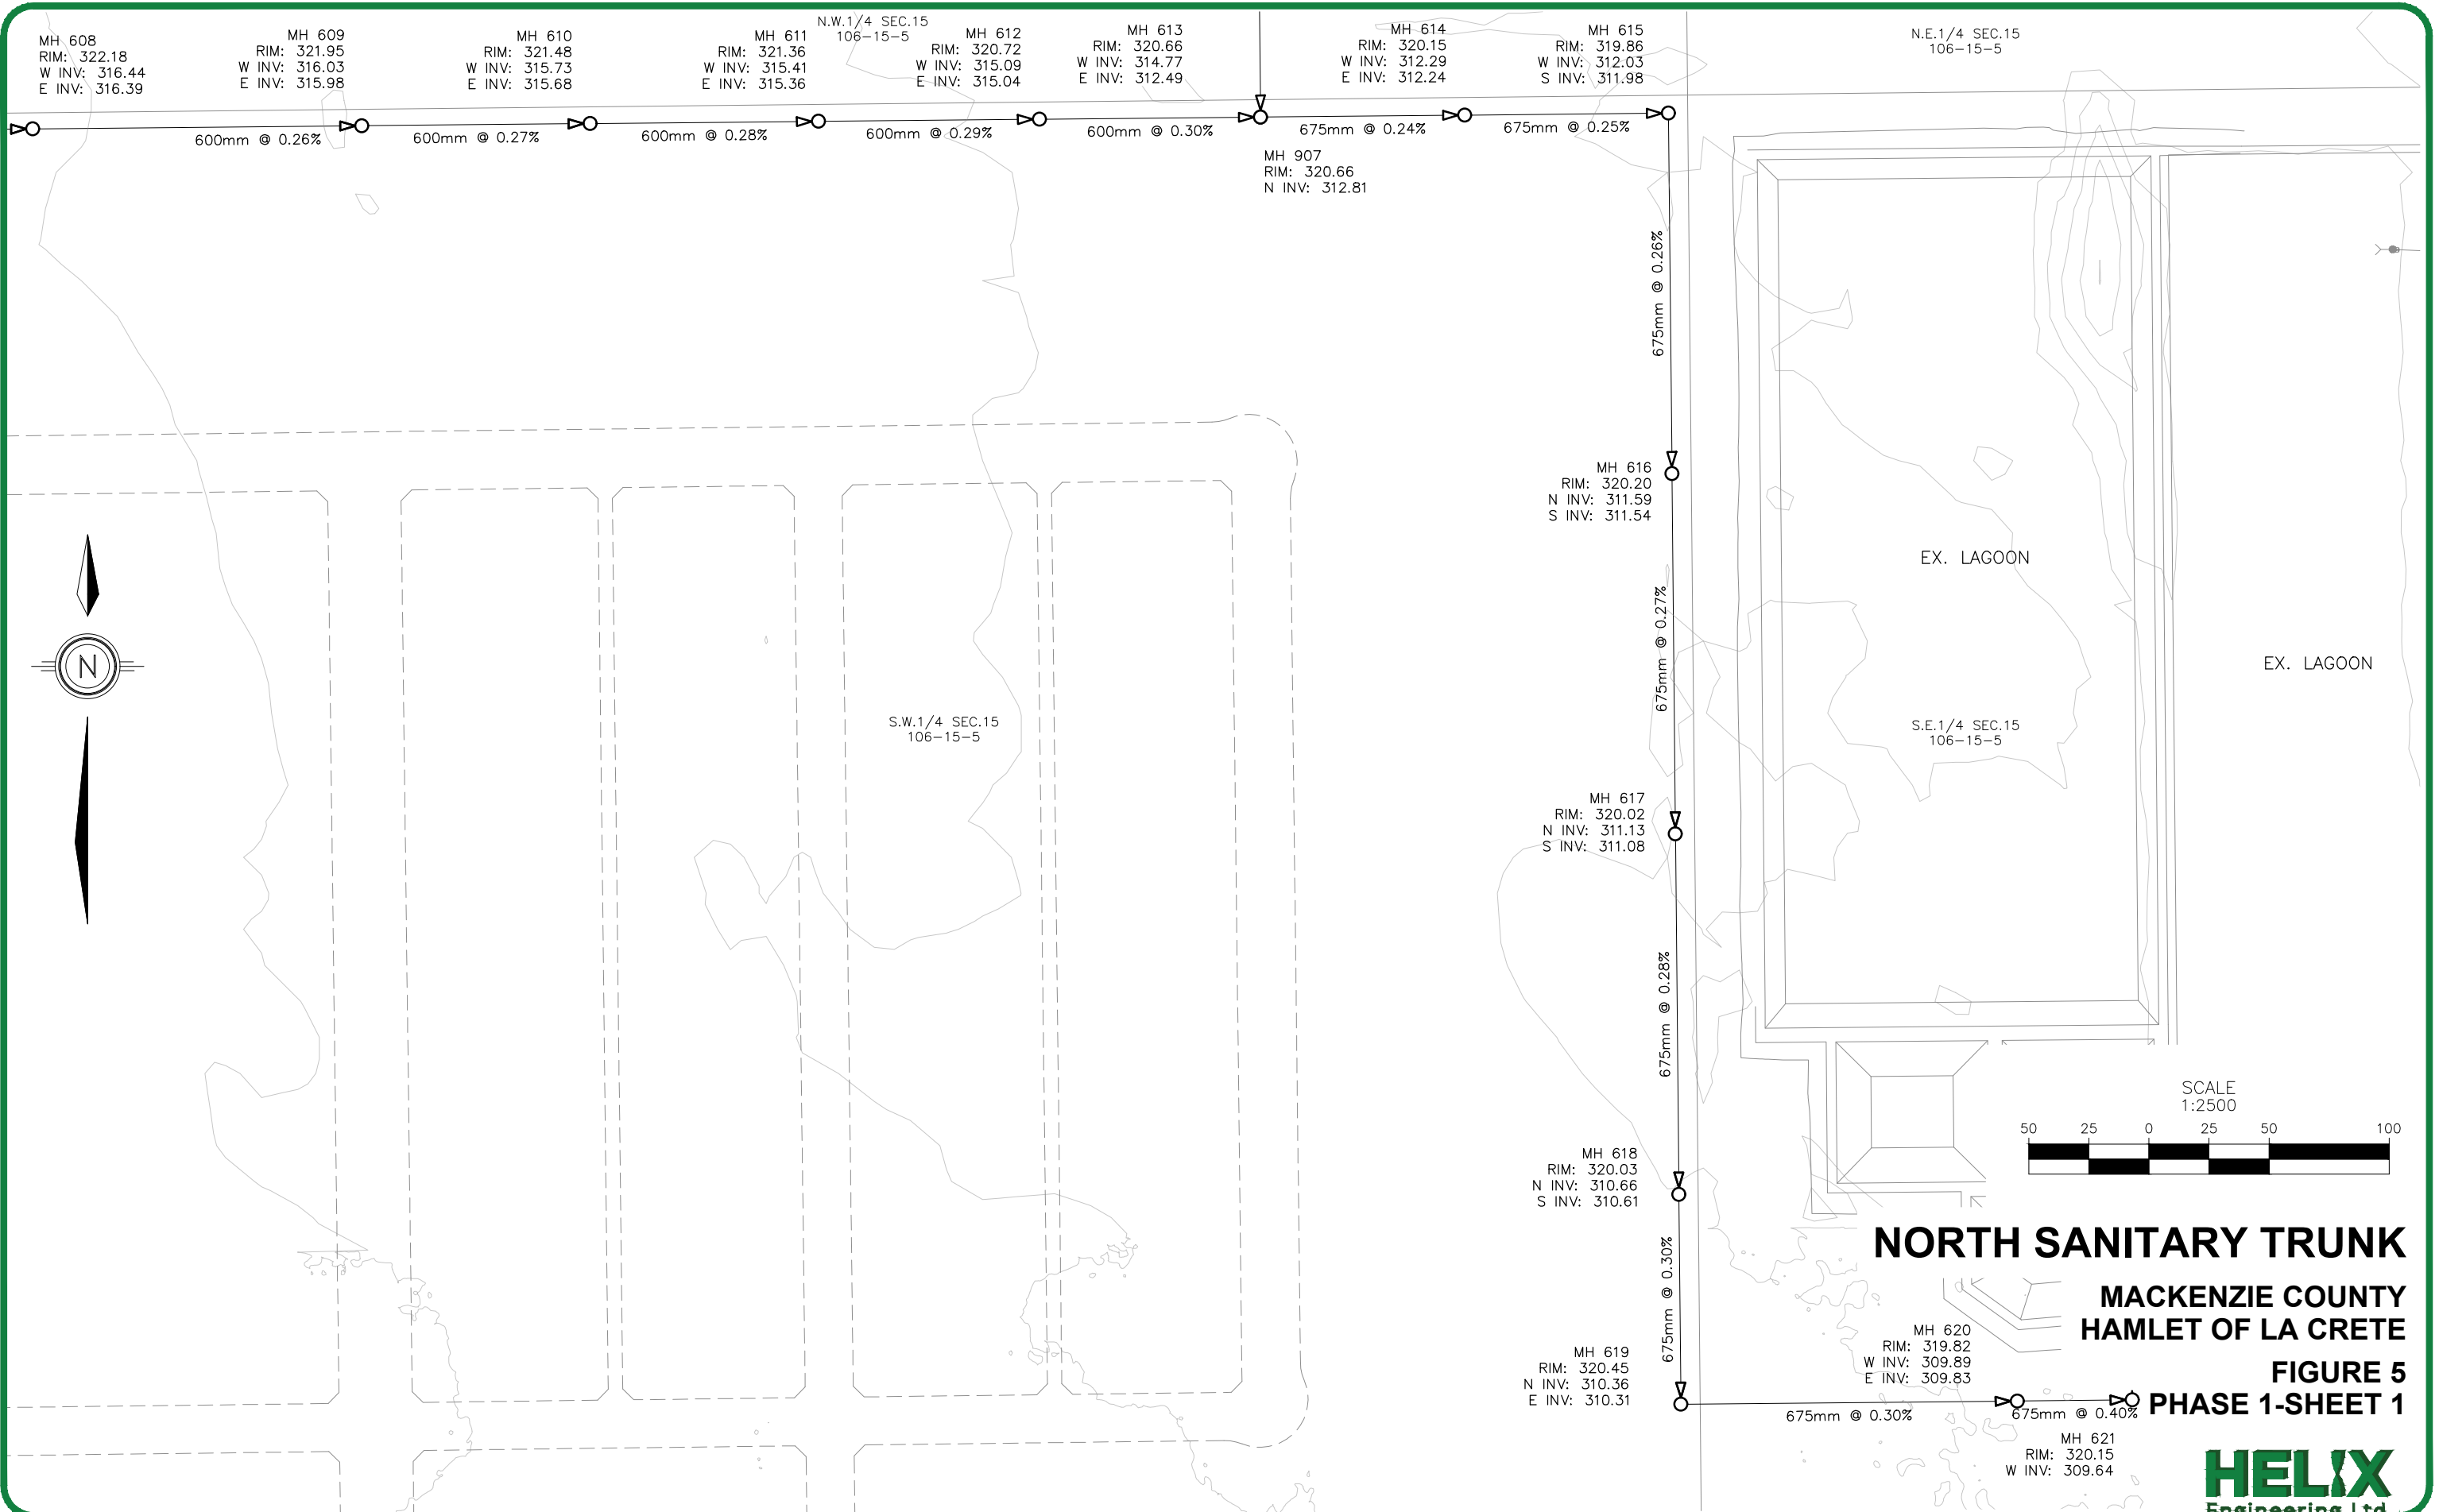 MH 608
RIM: 322.18
W INV: 316.44
E INV: 316.39
MH 609
RIM: 321.95
W INV: 316.03
E INV: 315.98
MH 610
RIM: 321.48
W INV: 315.73
E INV: 315.68
MH 611
RIM: 321.36
W INV: 315.41
E INV: 315.36
N.W.1/4 SEC.15
106-15-5
MH 612
RIM: 320.72
W INV: 315.09
E INV: 315.04
MH 613
RIM: 320.66
W INV: 314.77
E INV: 312.49
MH 614
RIM: 320.15
W INV: 312.29
E INV: 312.24
MH 615
RIM: 319.86
W INV: 312.03
S INV: 311.98
N.E.1/4 SEC.15
106-15-5
600mm @ 0.26%
600mm @ 0.27%
600mm @ 0.28%
600mm @ 0.29%
600mm @ 0.30%
675mm @ 0.24%
675mm @ 0.25%
MH 907
RIM: 320.66
N INV: 312.81
675mm @ 0.26%
MH 616
RIM: 320.20
N INV: 311.59
S INV: 311.54
EX. LAGOON
675mm @ 0.27%
N
EX. LAGOON
S.W.1/4 SEC.15
106-15-5
S.E.1/4 SEC.15
106-15-5
MH 617
RIM: 320.02
N INV: 311.13
S INV: 311.08
675mm @ 0.28%
SCALE
1:2500
50 25 0 25 50 100
MH 618
RIM: 320.03
N INV: 310.66
S INV: 310.61
675mm @ 0.30%
NORTH SANITARY TRUNK
MACKENZIE COUNTY
HAMLET OF LA CRETE
FIGURE 5
PHASE 1-SHEET 1
MH 619
RIM: 320.45
N INV: 310.36
E INV: 310.31
MH 620
RIM: 319.82
W INV: 309.89
E INV: 309.83
675mm @ 0.30%
675mm @ 0.40%
MH 621
RIM: 320.15
W INV: 309.64
HELIX
Engineering Ltd